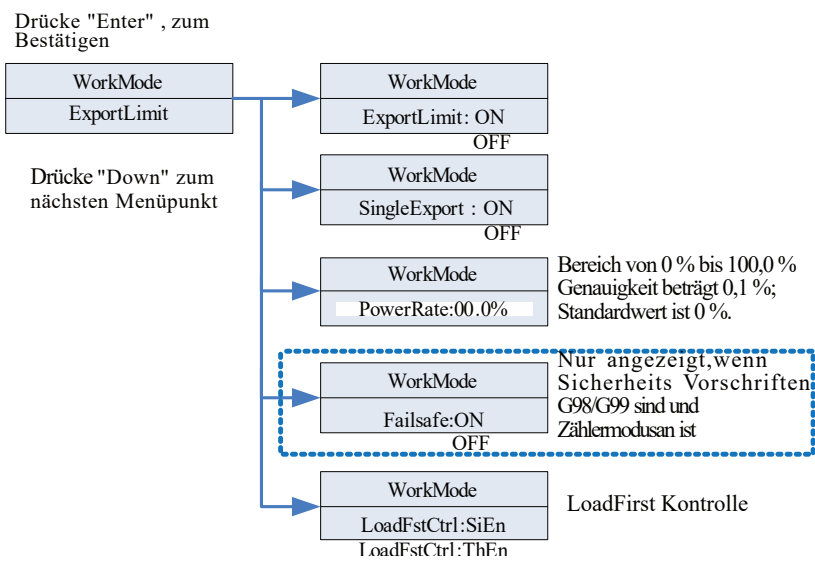 Drücke "Enter" , zum
Bestätigen
WorkMode
ExportLimit
Drücke "Down" zum
nächsten Menüpunkt
WorkMode
ExportLimit: ON
OFF
WorkMode
SingleExport : ON
OFF
WorkMode
PowerRate:00.0%
Bereich von 0 % bis 100,0 %
Genauigkeit beträgt 0,1 %;
Standardwert ist 0 %.
WorkMode
Failsafe:ON
OFF
Nur angezeigt,wenn
Sicherheits Vorschriften
G98/G99 sind und
Zählermodusan ist
WorkMode
LoadFstCtrl:SiEn
LoadFstCtrl:ThEn
LoadFirst Kontrolle